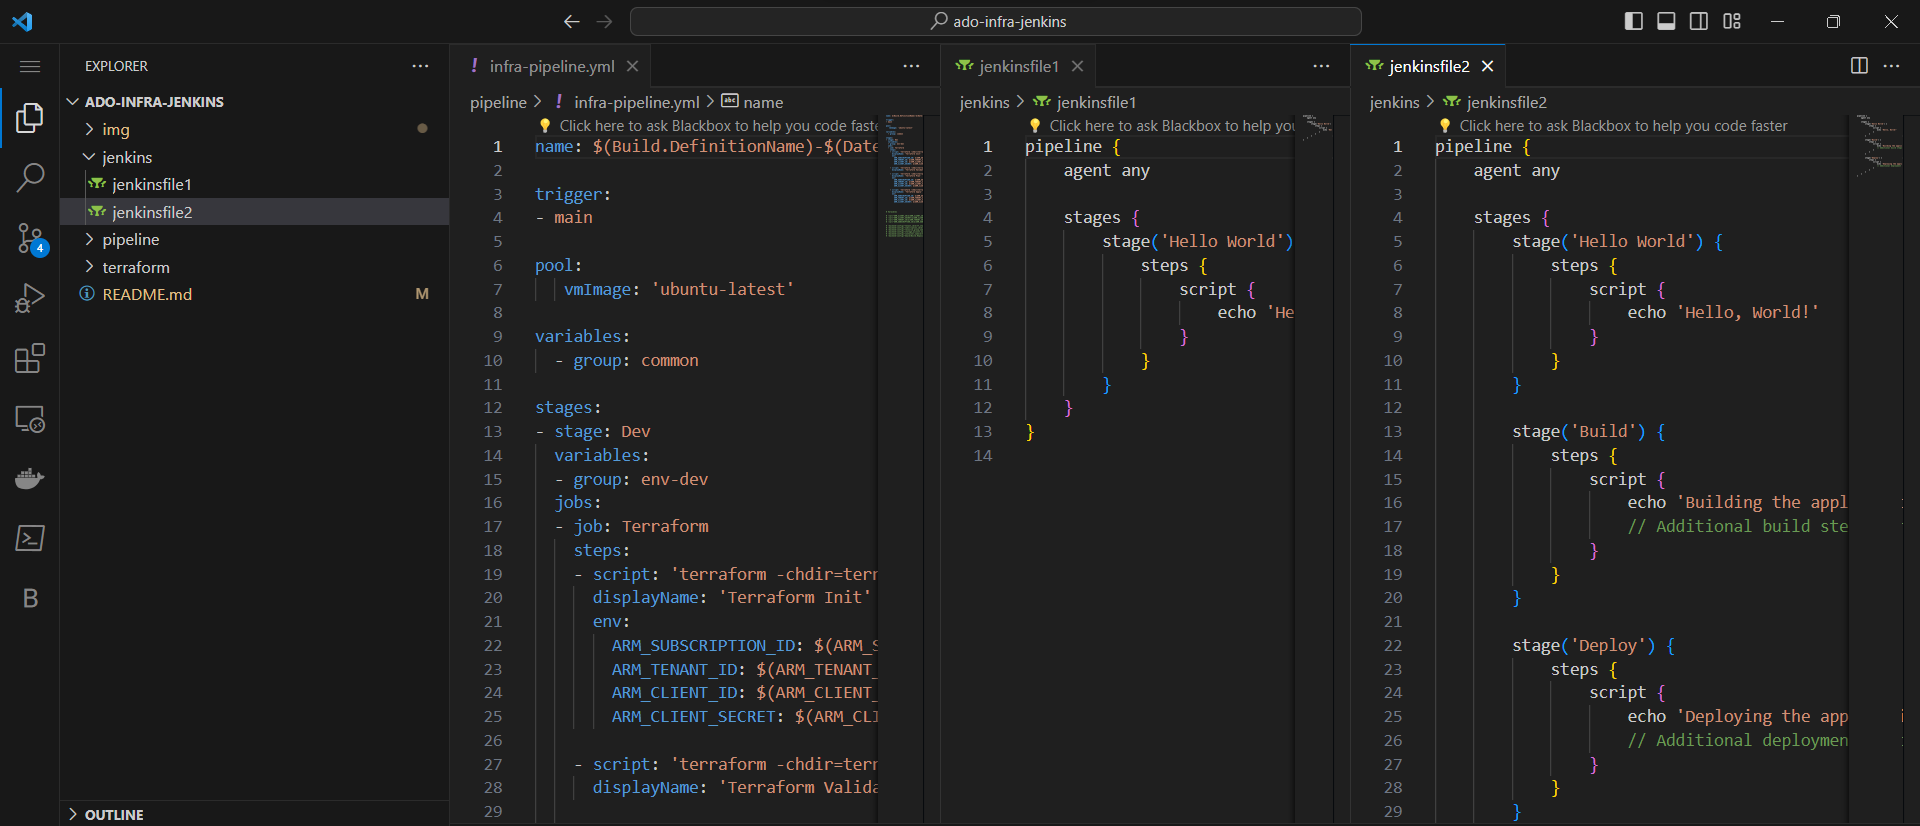 ado-infra-jenkins
EXPLORER
ADO-INFRA-JENKINS
img
jenkins
jenkinsfile1
jenkinsfile2
pipeline
terraform
README.md M
4
B
OUTLINE
! infra-pipeline.yml
pipeline > ! infra-pipeline.yml > abc name
Click here to ask Blackbox to help you code faste
1 name: $(Build.DefinitionName)-$(Date
2
3 trigger:
4 - main
5
6 pool:
7 vmImage: 'ubuntu-latest'
8
9 variables:
10 - group: common
11
12 stages:
13 - stage: Dev
14 variables:
15 - group: env-dev
16 jobs:
17 - job: Terraform
18 steps:
19 - script: 'terraform -chdir=terr
20 displayName: 'Terraform Init'
21 env:
22 ARM_SUBSCRIPTION_ID: $(ARM_S
23 ARM_TENANT_ID: $(ARM_TENANT_
24 ARM_CLIENT_ID: $(ARM_CLIENT_
25 ARM_CLIENT_SECRET: $(ARM_CLI
26
27 - script: 'terraform -chdir=terr
28 displayName: 'Terraform Valida
29
jenkinsfile1
jenkins > jenkinsfile1
Click here to ask Blackbox to help you
1 pipeline {
2 agent any
3
4 stages {
5 stage('Hello World')
6 steps {
7 script {
8 echo 'He
9 }
10 }
11 }
12 }
13 }
14
jenkinsfile2
jenkins > jenkinsfile2
Click here to ask Blackbox to help you code faster
1 pipeline {
2 agent any
3
4 stages {
5 stage('Hello World') {
6 steps {
7 script {
8 echo 'Hello, World!'
9 }
10 }
11 }
12
13 stage('Build') {
14 steps {
15 script {
16 echo 'Building the appl
17 // Additional build ste
18 }
19 }
20 }
21
22 stage('Deploy') {
23 steps {
24 script {
25 echo 'Deploying the app
26 // Additional deploymen
27 }
28 }
29 }